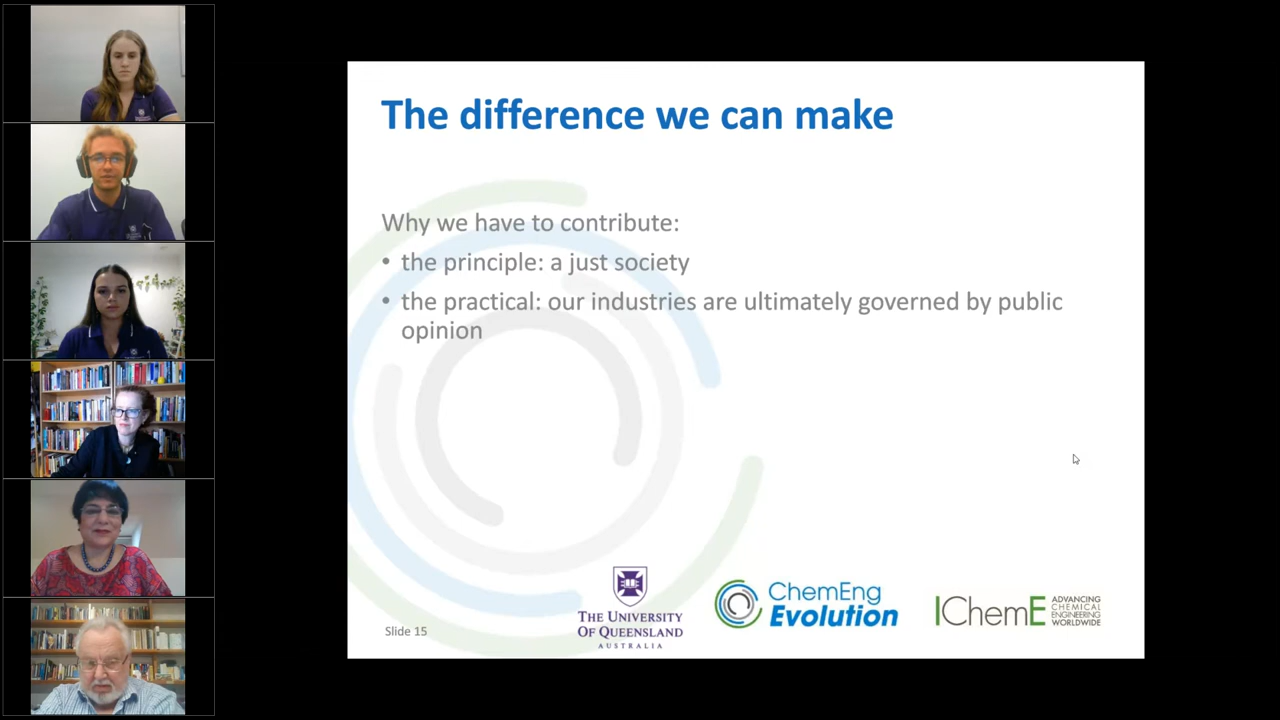 The difference we can make
Why we have to contribute:
• the principle: a just society
• the practical: our industries are ultimately governed by public
opinion
Slide 15
THE UNIVERSITY
OF QUEENSLAND
AUSTRALIA
ChemEng
Evolution
IChemE
ADVANCING
CHEMICAL
ENGINEERING
WORLDWIDE